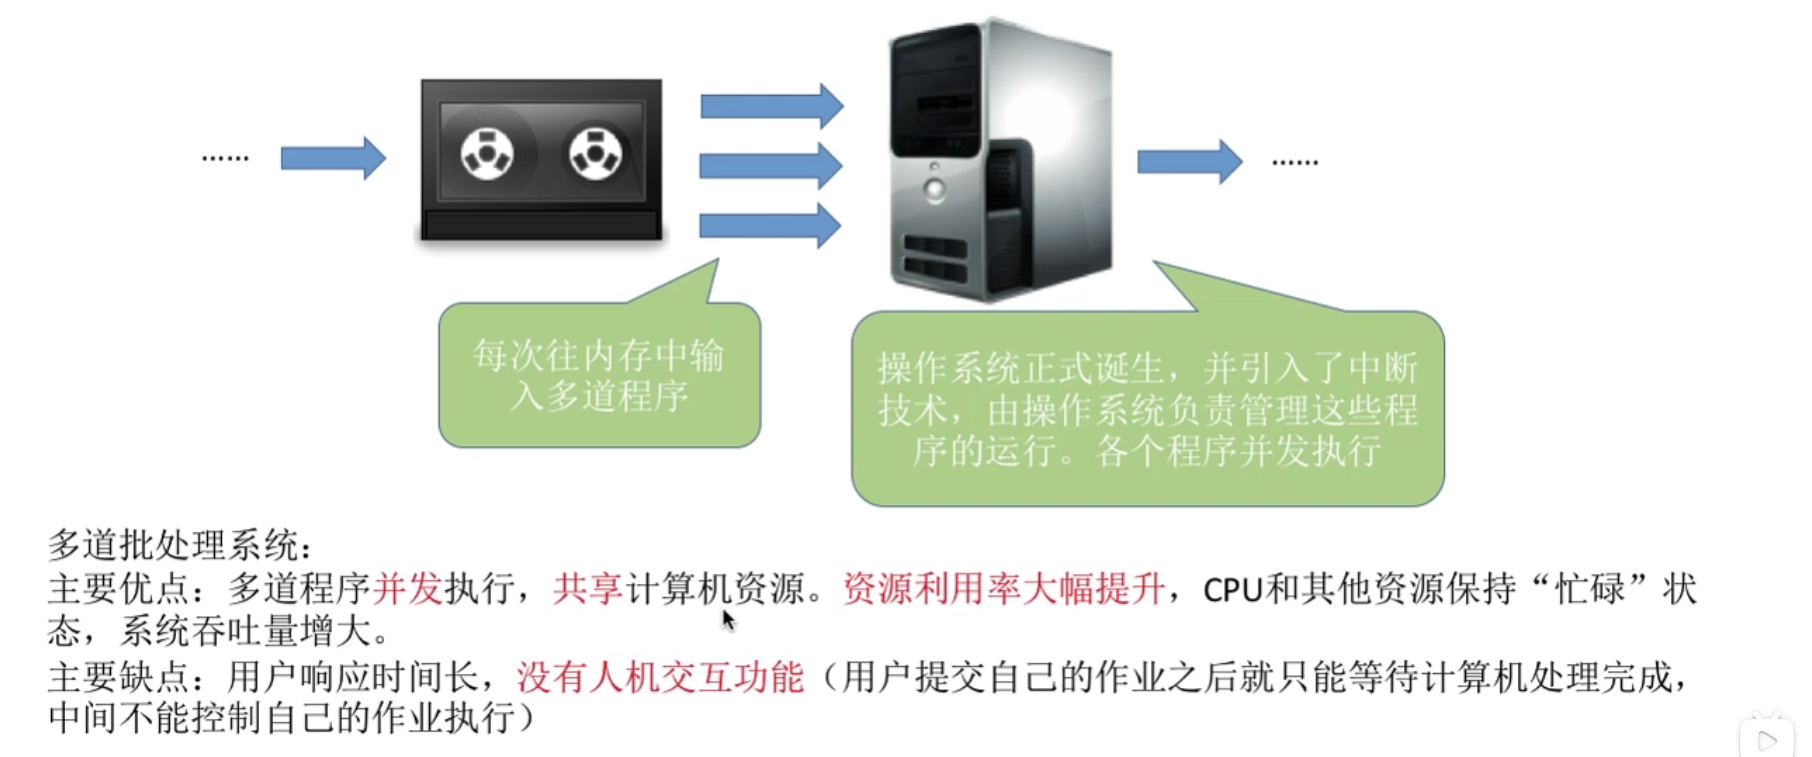 ……
……
每次往内存中输
入多道程序
操作系统正式诞生，并引入了中断
技术，由操作系统负责管理这些程
序的运行。各个程序并发执行
多道批处理系统：
主要优点：多道程序并发执行，共享计算机资源。资源利用率大幅提升，CPU和其他资源保持“忙碌”状
态，系统吞吐量增大。
主要缺点：用户响应时间长，没有人机交互功能（用户提交自己的作业之后就只能等待计算机处理完成，
中间不能控制自己的作业执行）